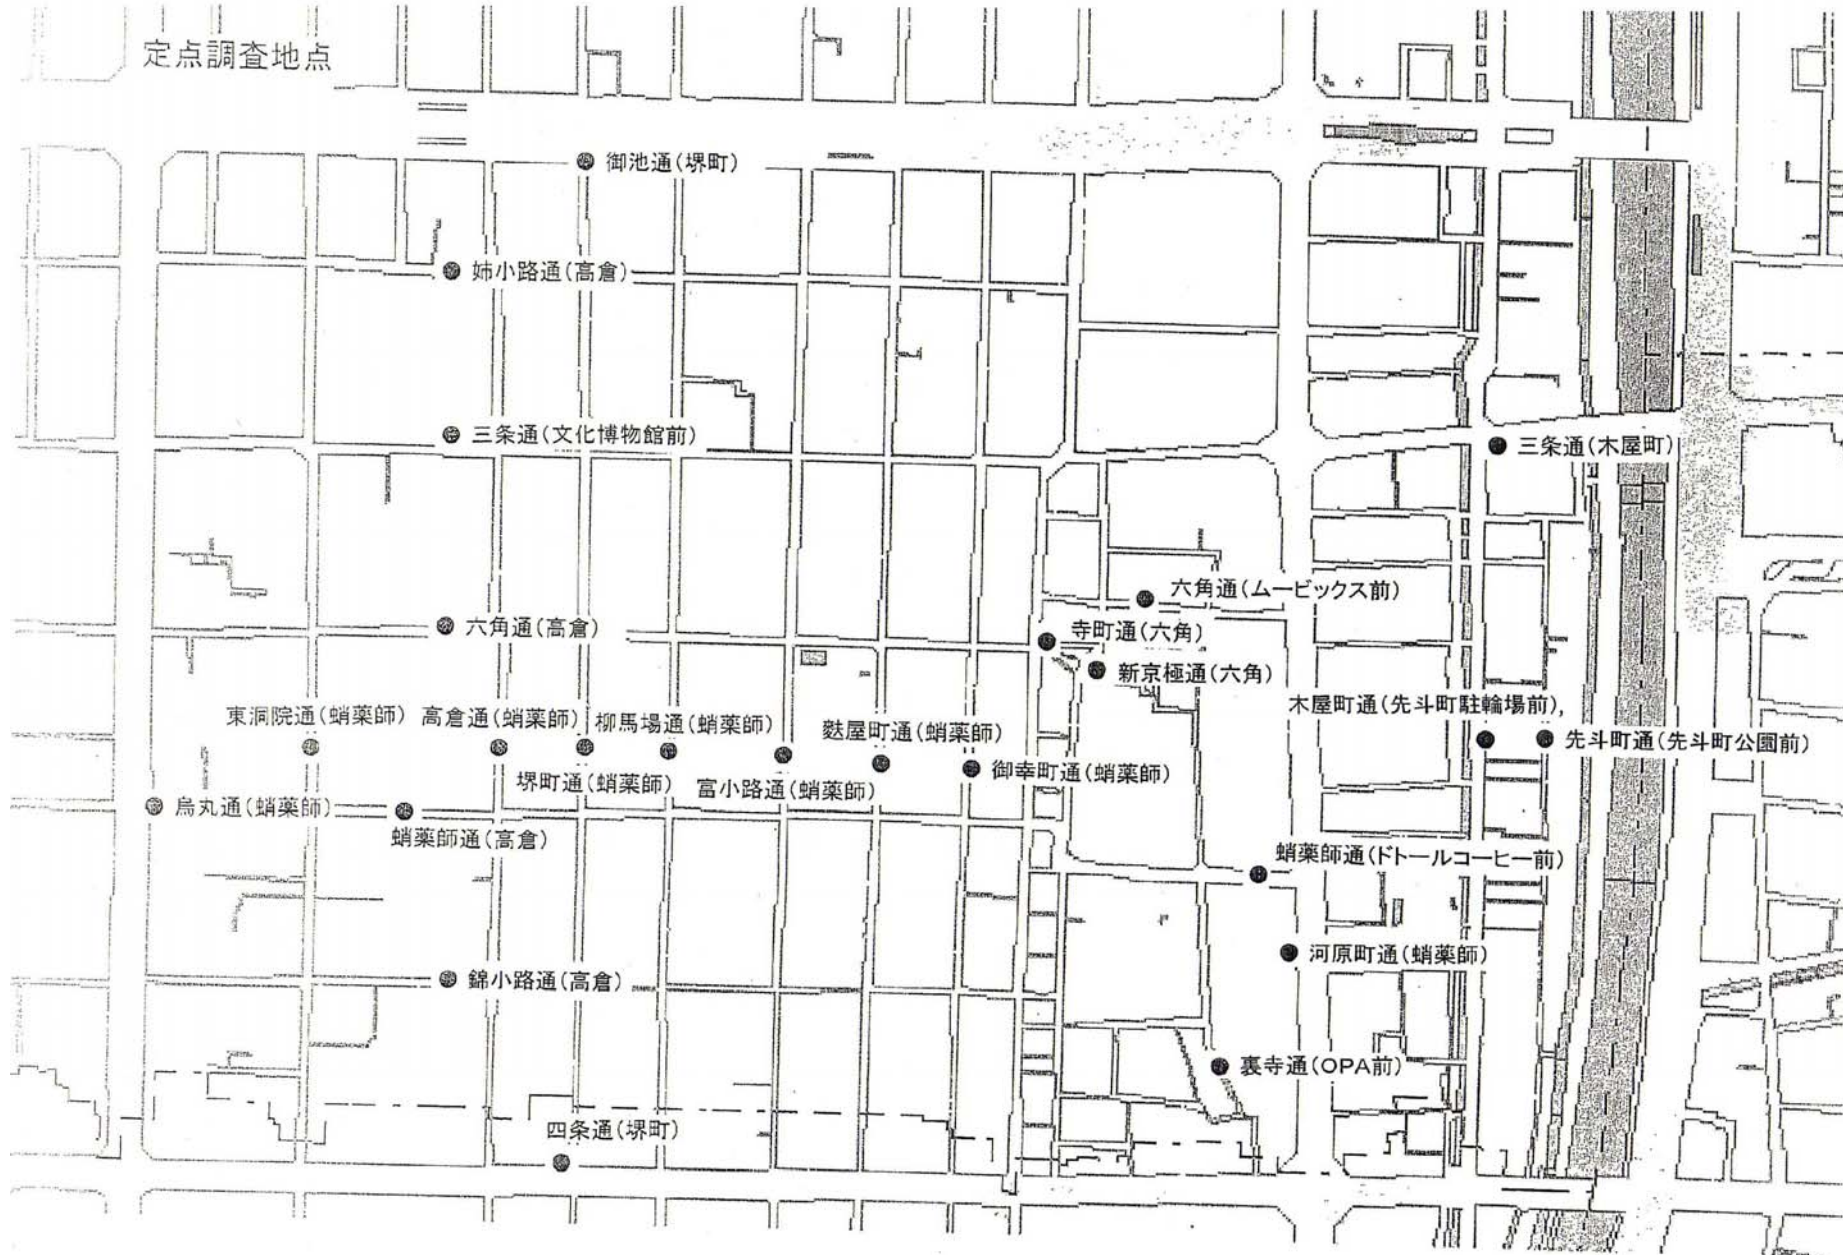 定点調査地点
御池通(堺町)
姉小路通(高倉)
三条通(文化博物館前)
三条通(木屋町)
六角通(ムービックス前)
六角通(高倉)
寺町通(六角)
新京極通(六角)
木屋町通(先斗町駐輪場前),
東洞院通(蛸薬師)
高倉通(蛸薬師)
柳馬場通(蛸薬師)
麩屋町通(蛸薬師)
先斗町通(先斗町公園前)
御幸町通(蛸薬師)
堺町通(蛸薬師)
富小路通(蛸薬師)
烏丸通(蛸薬師)
蛸薬師通(高倉)
蛸薬師通(ドトールコーヒー前)
河原町通(蛸薬師)
錦小路通(高倉)
裏寺通(OPA前)
四条通(堺町)